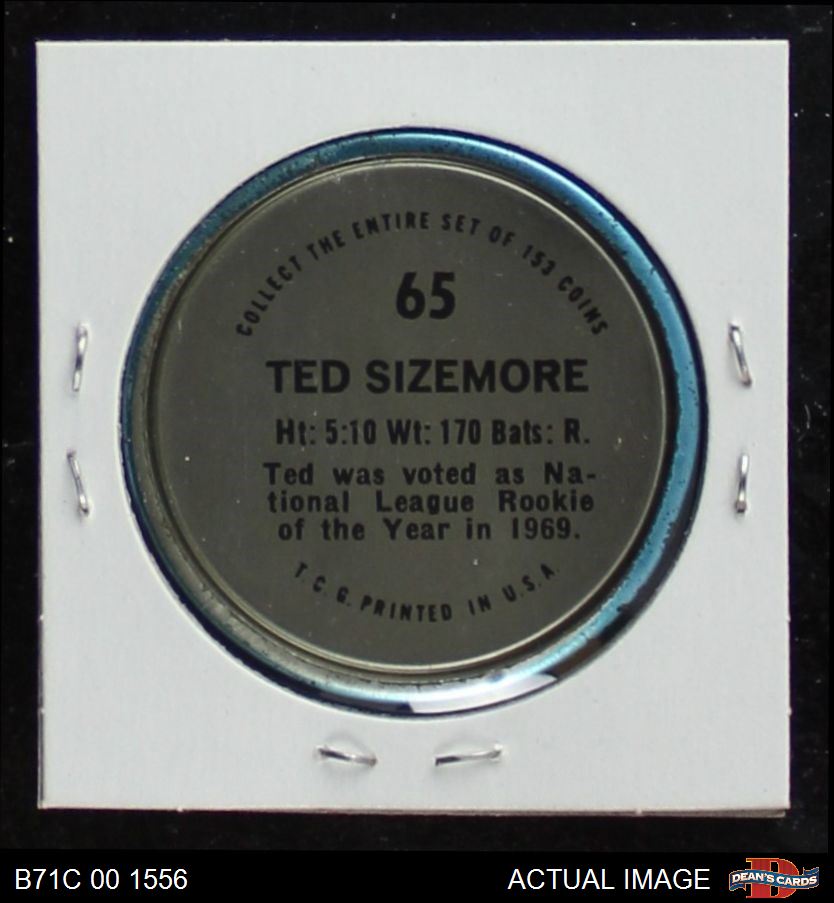 COLLECT THE ENTIRE SET OF 153 COINS
65
TED SIZEMORE
Ht: 5:10 Wt: 170 Bats: R.
Ted was voted as Na-
tional League Rookie
of the Year in 1969.
T.C.G. PRINTED IN U.S.A.
B71C 00 1556
ACTUAL IMAGE
D
DEAN'S CARDS